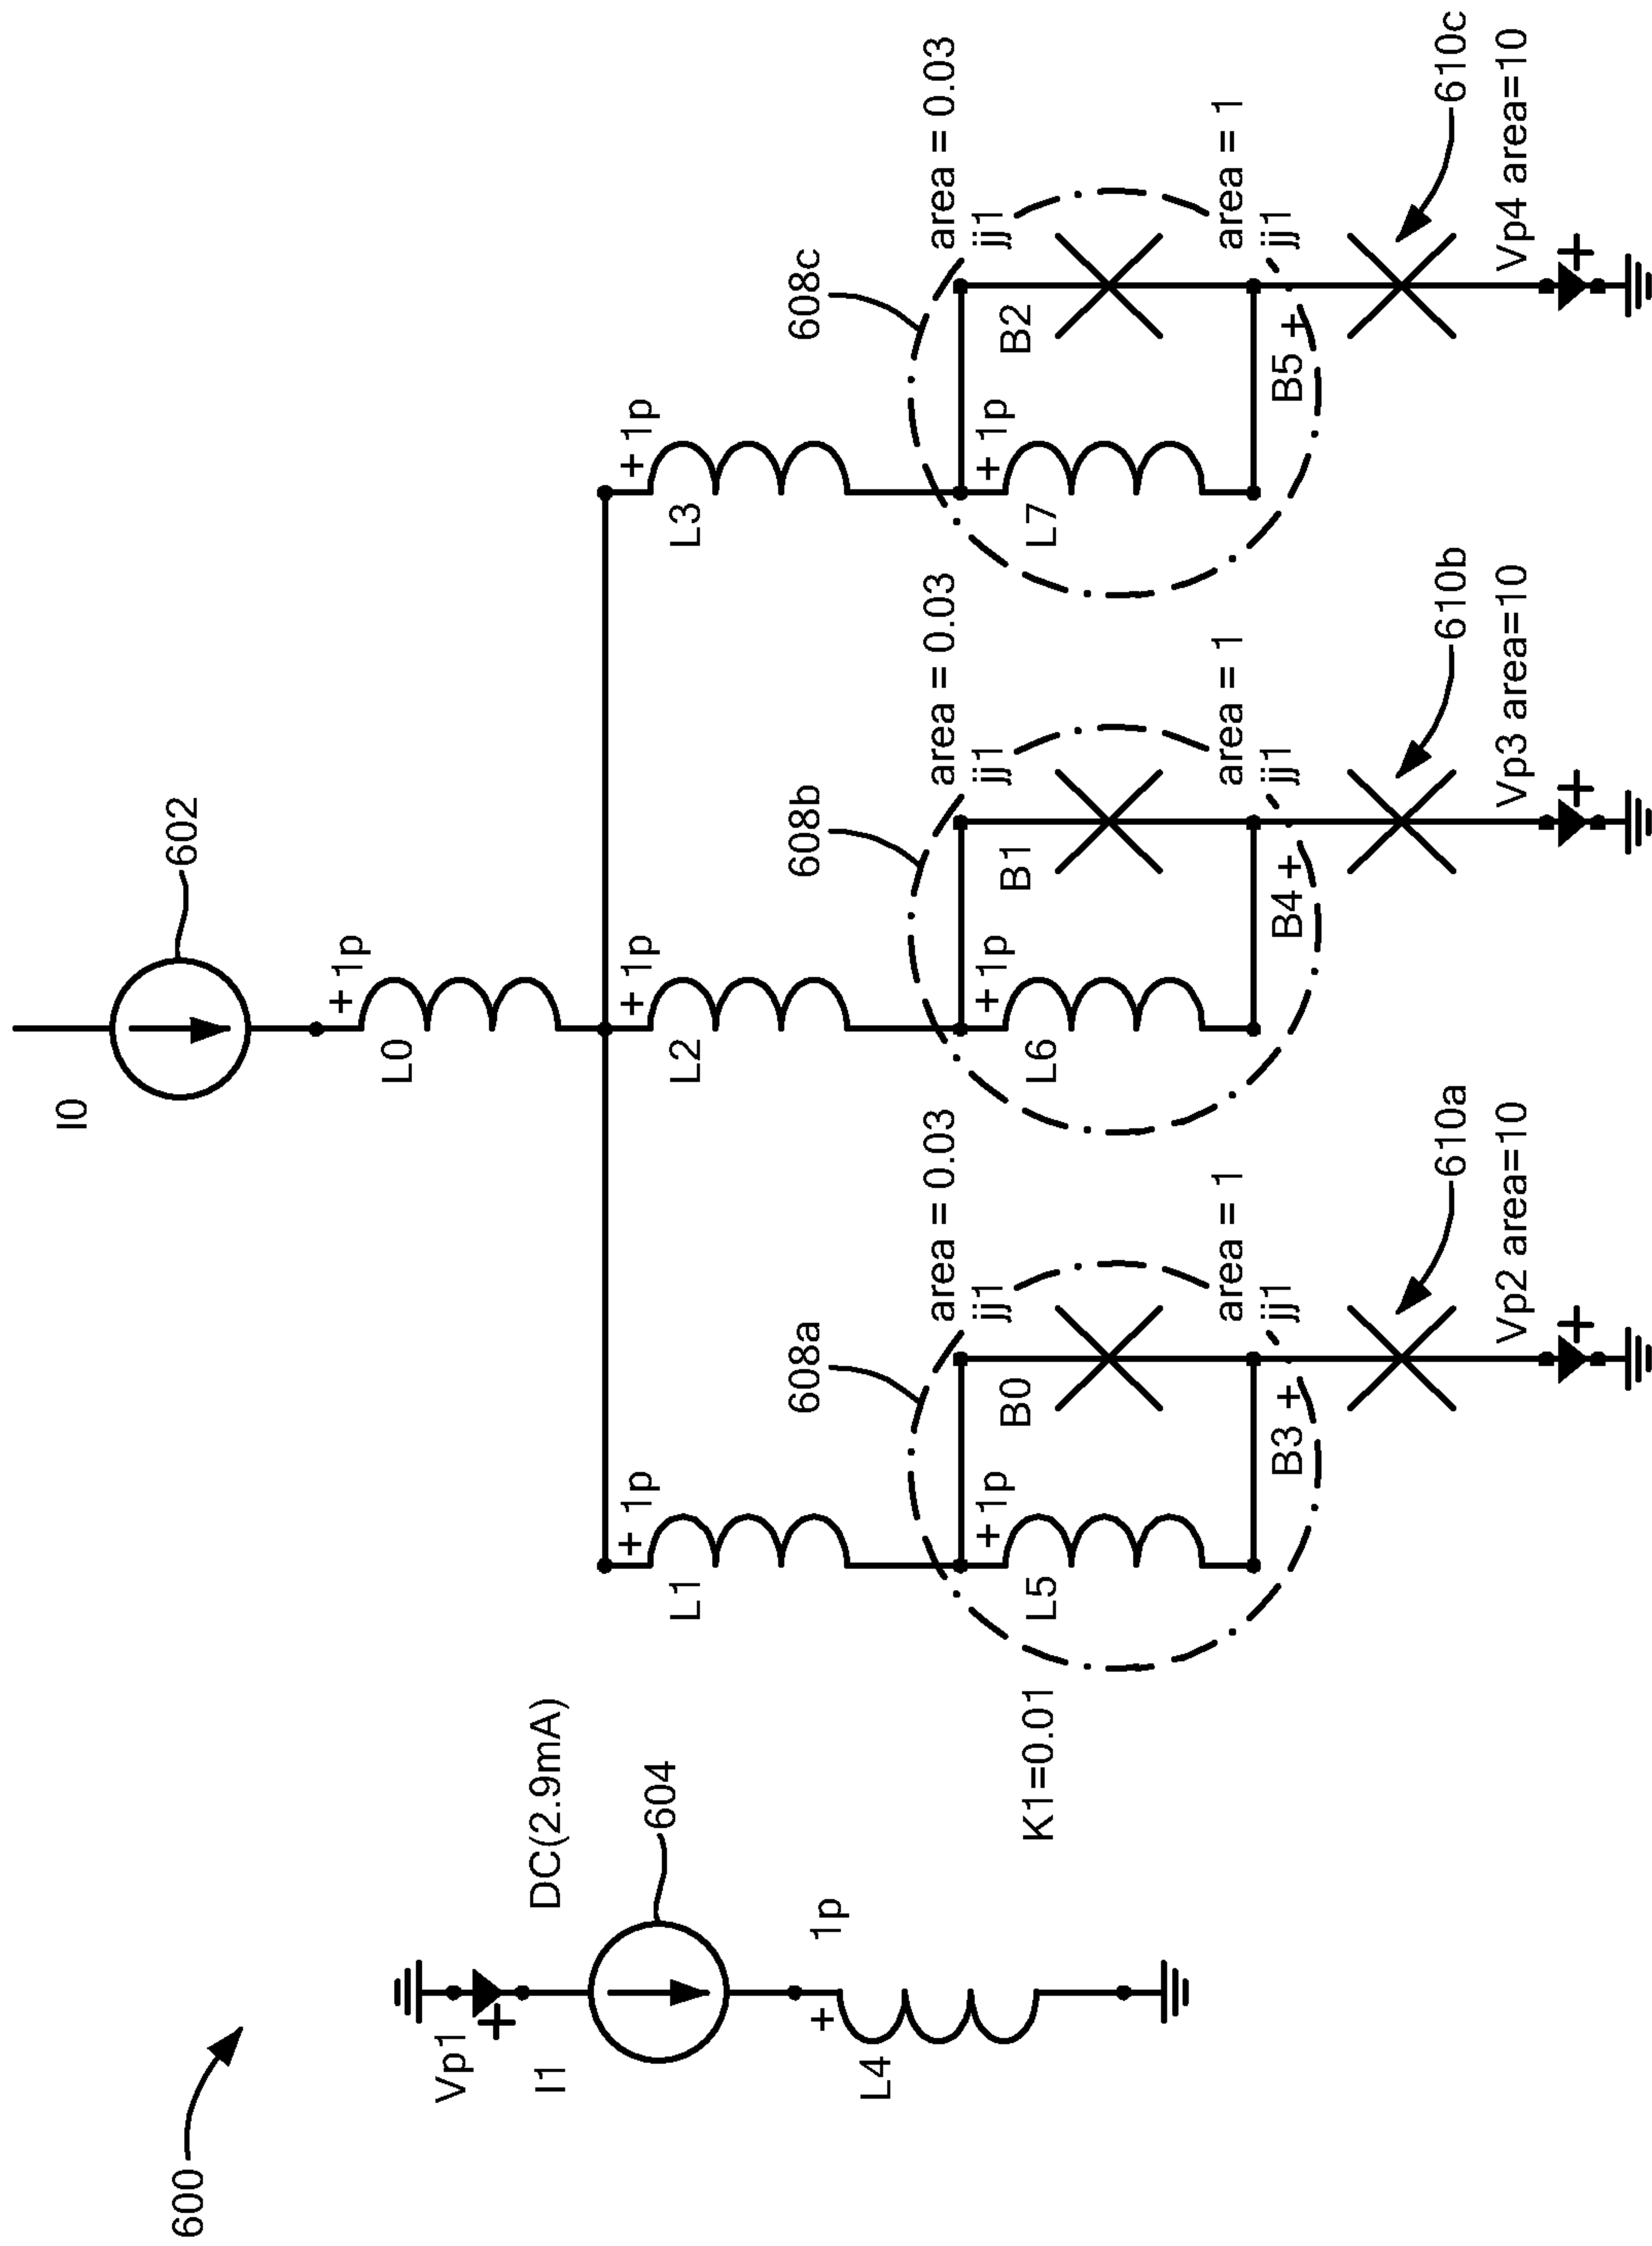 600
I0
602
+ 1p
L0
Vp1
+
I1
DC(2.9mA)
604
+
1p
L4
+ 1p
L1
+ 1p
L2
+ 1p
L3
608a
area = 0.03
jj1
+ 1p
L5
B0
K1=0.01
area = 1
jj1
B3 +
610a
Vp2 area=10
+
608b
area = 0.03
jj1
+ 1p
L6
B1
area = 1
jj1
B4 +
610b
Vp3 area=10
+
608c
area = 0.03
jj1
+ 1p
L7
B2
area = 1
jj1
B5 +
610c
Vp4 area=10
+